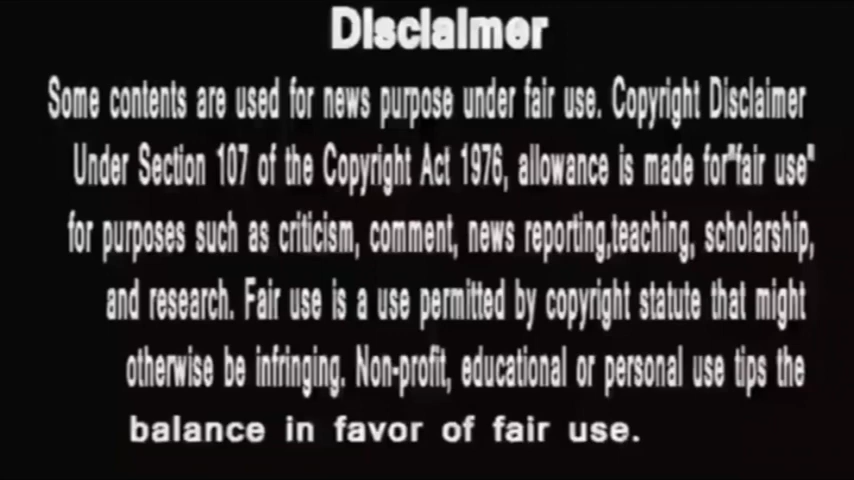 Disclaimer
Some contents are used for news purpose under fair use. Copyright Disclaimer
Under Section 107 of the Copyright Act 1976, allowance is made for"fair use"
for purposes such as criticism, comment, news reporting,teaching, scholarship,
and research. Fair use is a use permitted by copyright statute that might
otherwise be infringing. Non-profit, educational or personal use tips the
balance in favor of fair use.